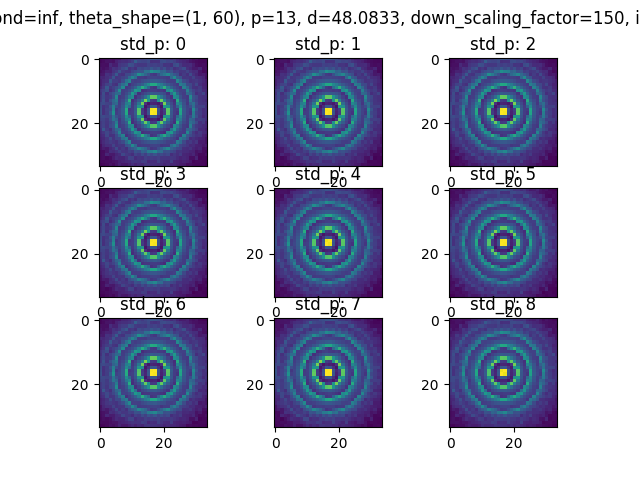 ond=inf, theta_shape=(1, 60), p=13, d=48.0833, down_scaling_factor=150, i
std_p: 0 std_p: 1 std_p: 2
0 0 0
20 20 20
0 20 0 20 0 20
std_p: 3 std_p: 4 std_p: 5
0 0 0
20 20 20
0 20 0 20 0 20
std_p: 6 std_p: 7 std_p: 8
0 0 0
20 20 20
0 20 0 20 0 20